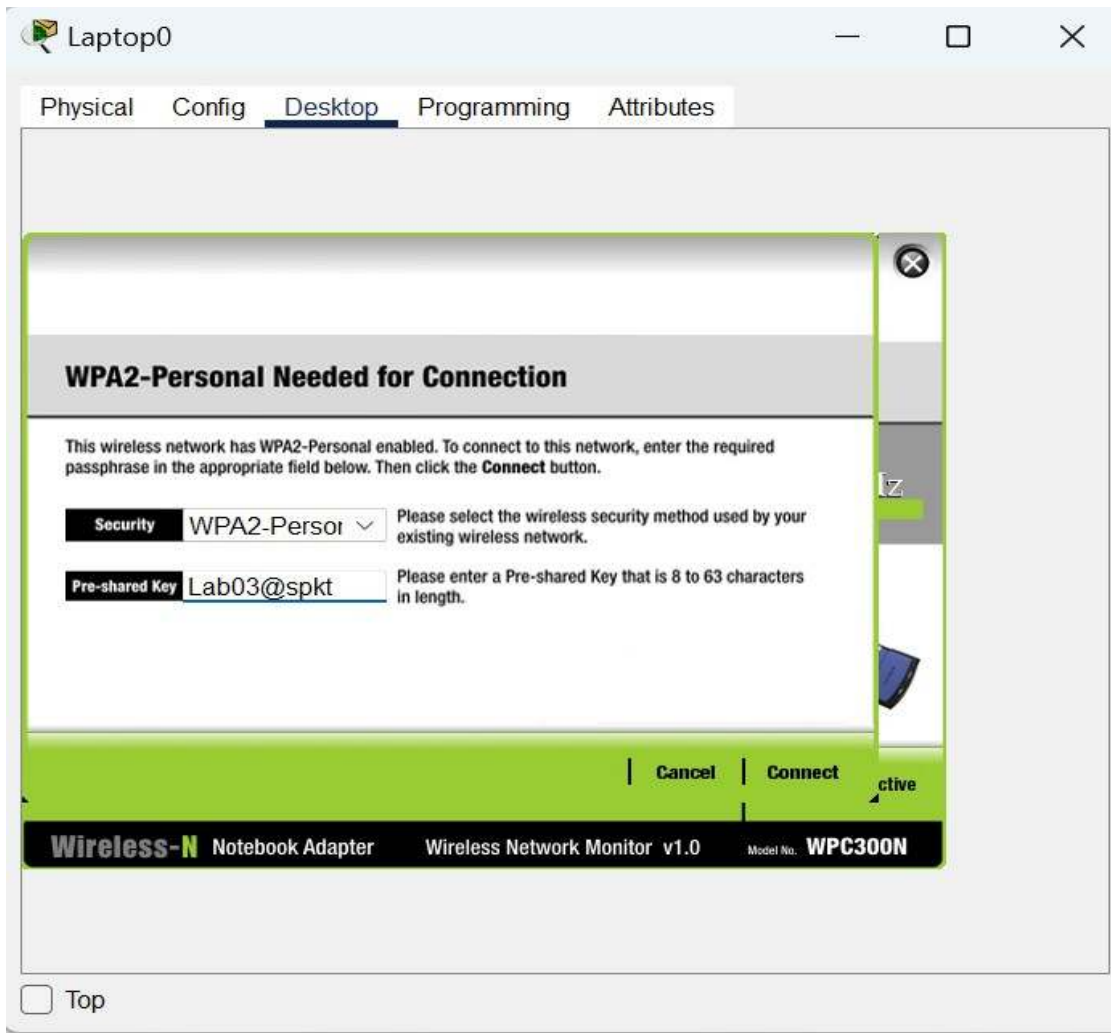 Laptop0
Physical Config Desktop Programming Attributes
WPA2-Personal Needed for Connection
This wireless network has WPA2-Personal enabled. To connect to this network, enter the required
passphrase in the appropriate field below. Then click the Connect button.
Security WPA2-Persor Please select the wireless security method used by your
existing wireless network.
Pre-shared Key Lab03@spkt Please enter a Pre-shared Key that is 8 to 63 characters
in length.
Cancel Connect
ctive
Wireless-N Notebook Adapter Wireless Network Monitor v1.0 Model No. WPC300N
Top